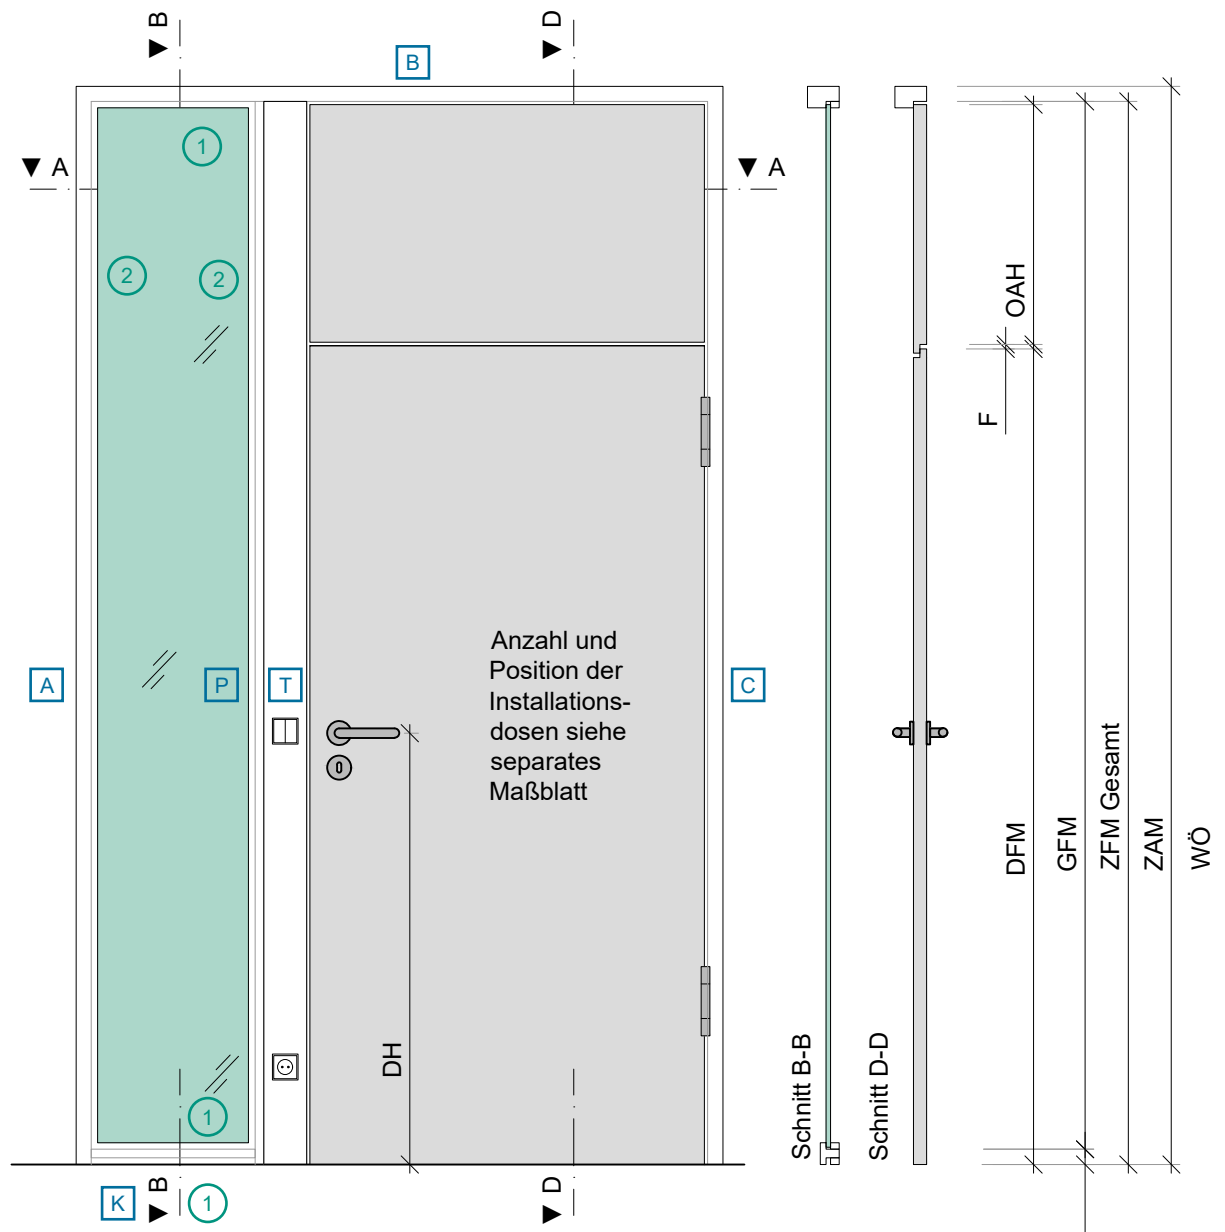 B
D
B
1
A
A
2
2
OAH
F
Anzahl und
Position der
Installations-
dosen siehe
separates
Maßblatt
A
P
T
C
DFM
GFM
ZFM Gesamt
ZAM
WÖ
DH
Schnitt B-B
Schnitt D-D
1
K
B
1
D